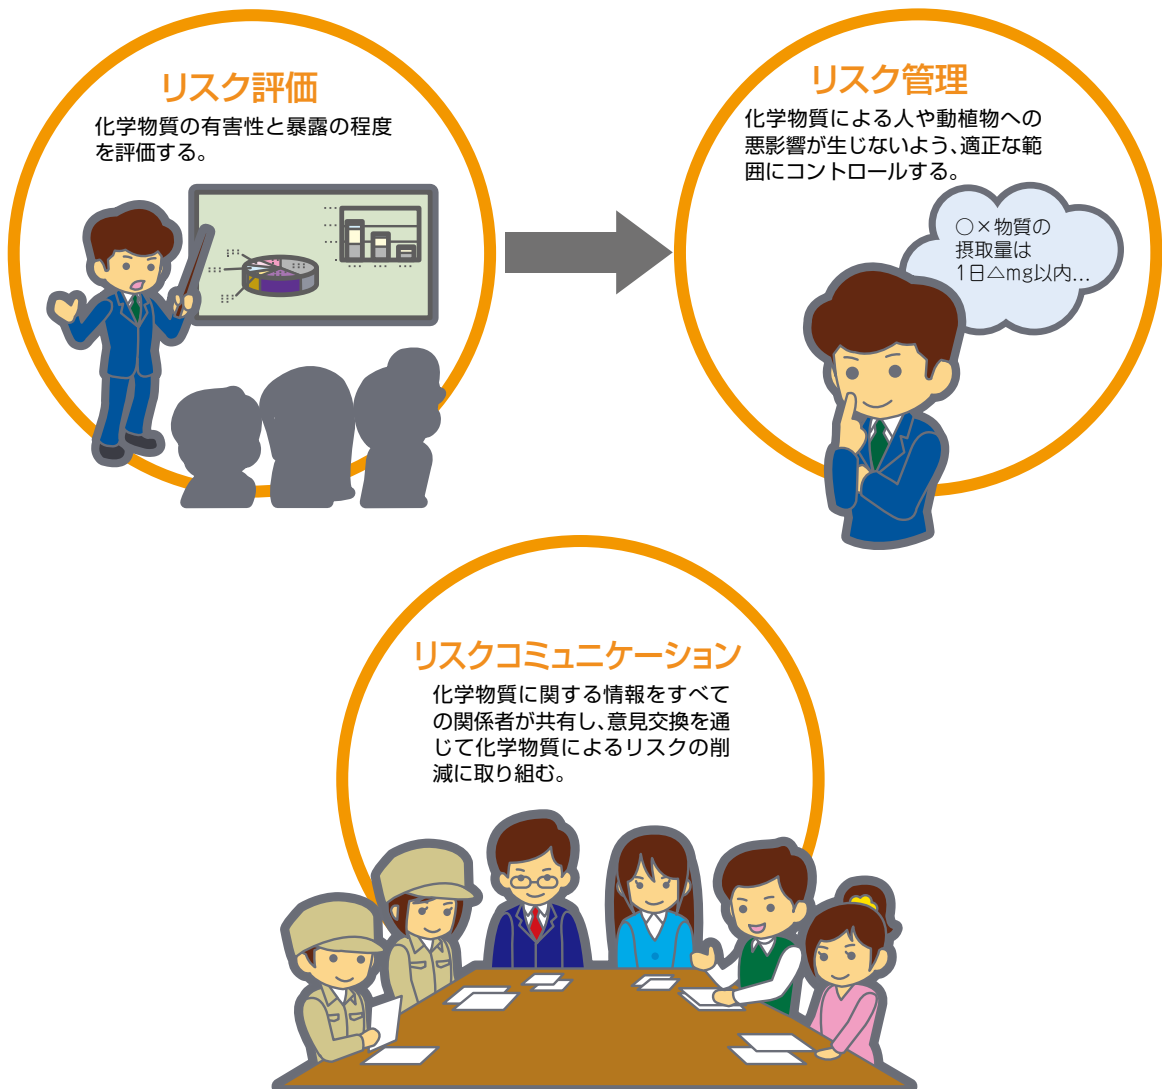 リスク評価
化学物質の有害性と暴露の程度
を評価する。
リスク管理
化学物質による人や動植物への
悪影響が生じないよう、適正な範
囲にコントロールする。
○×物質の
摂取量は
1日△mg以内...
リスクコミュニケーション
化学物質に関する情報をすべて
の関係者が共有し、意見交換を通
じて化学物質によるリスクの削
減に取り組む。